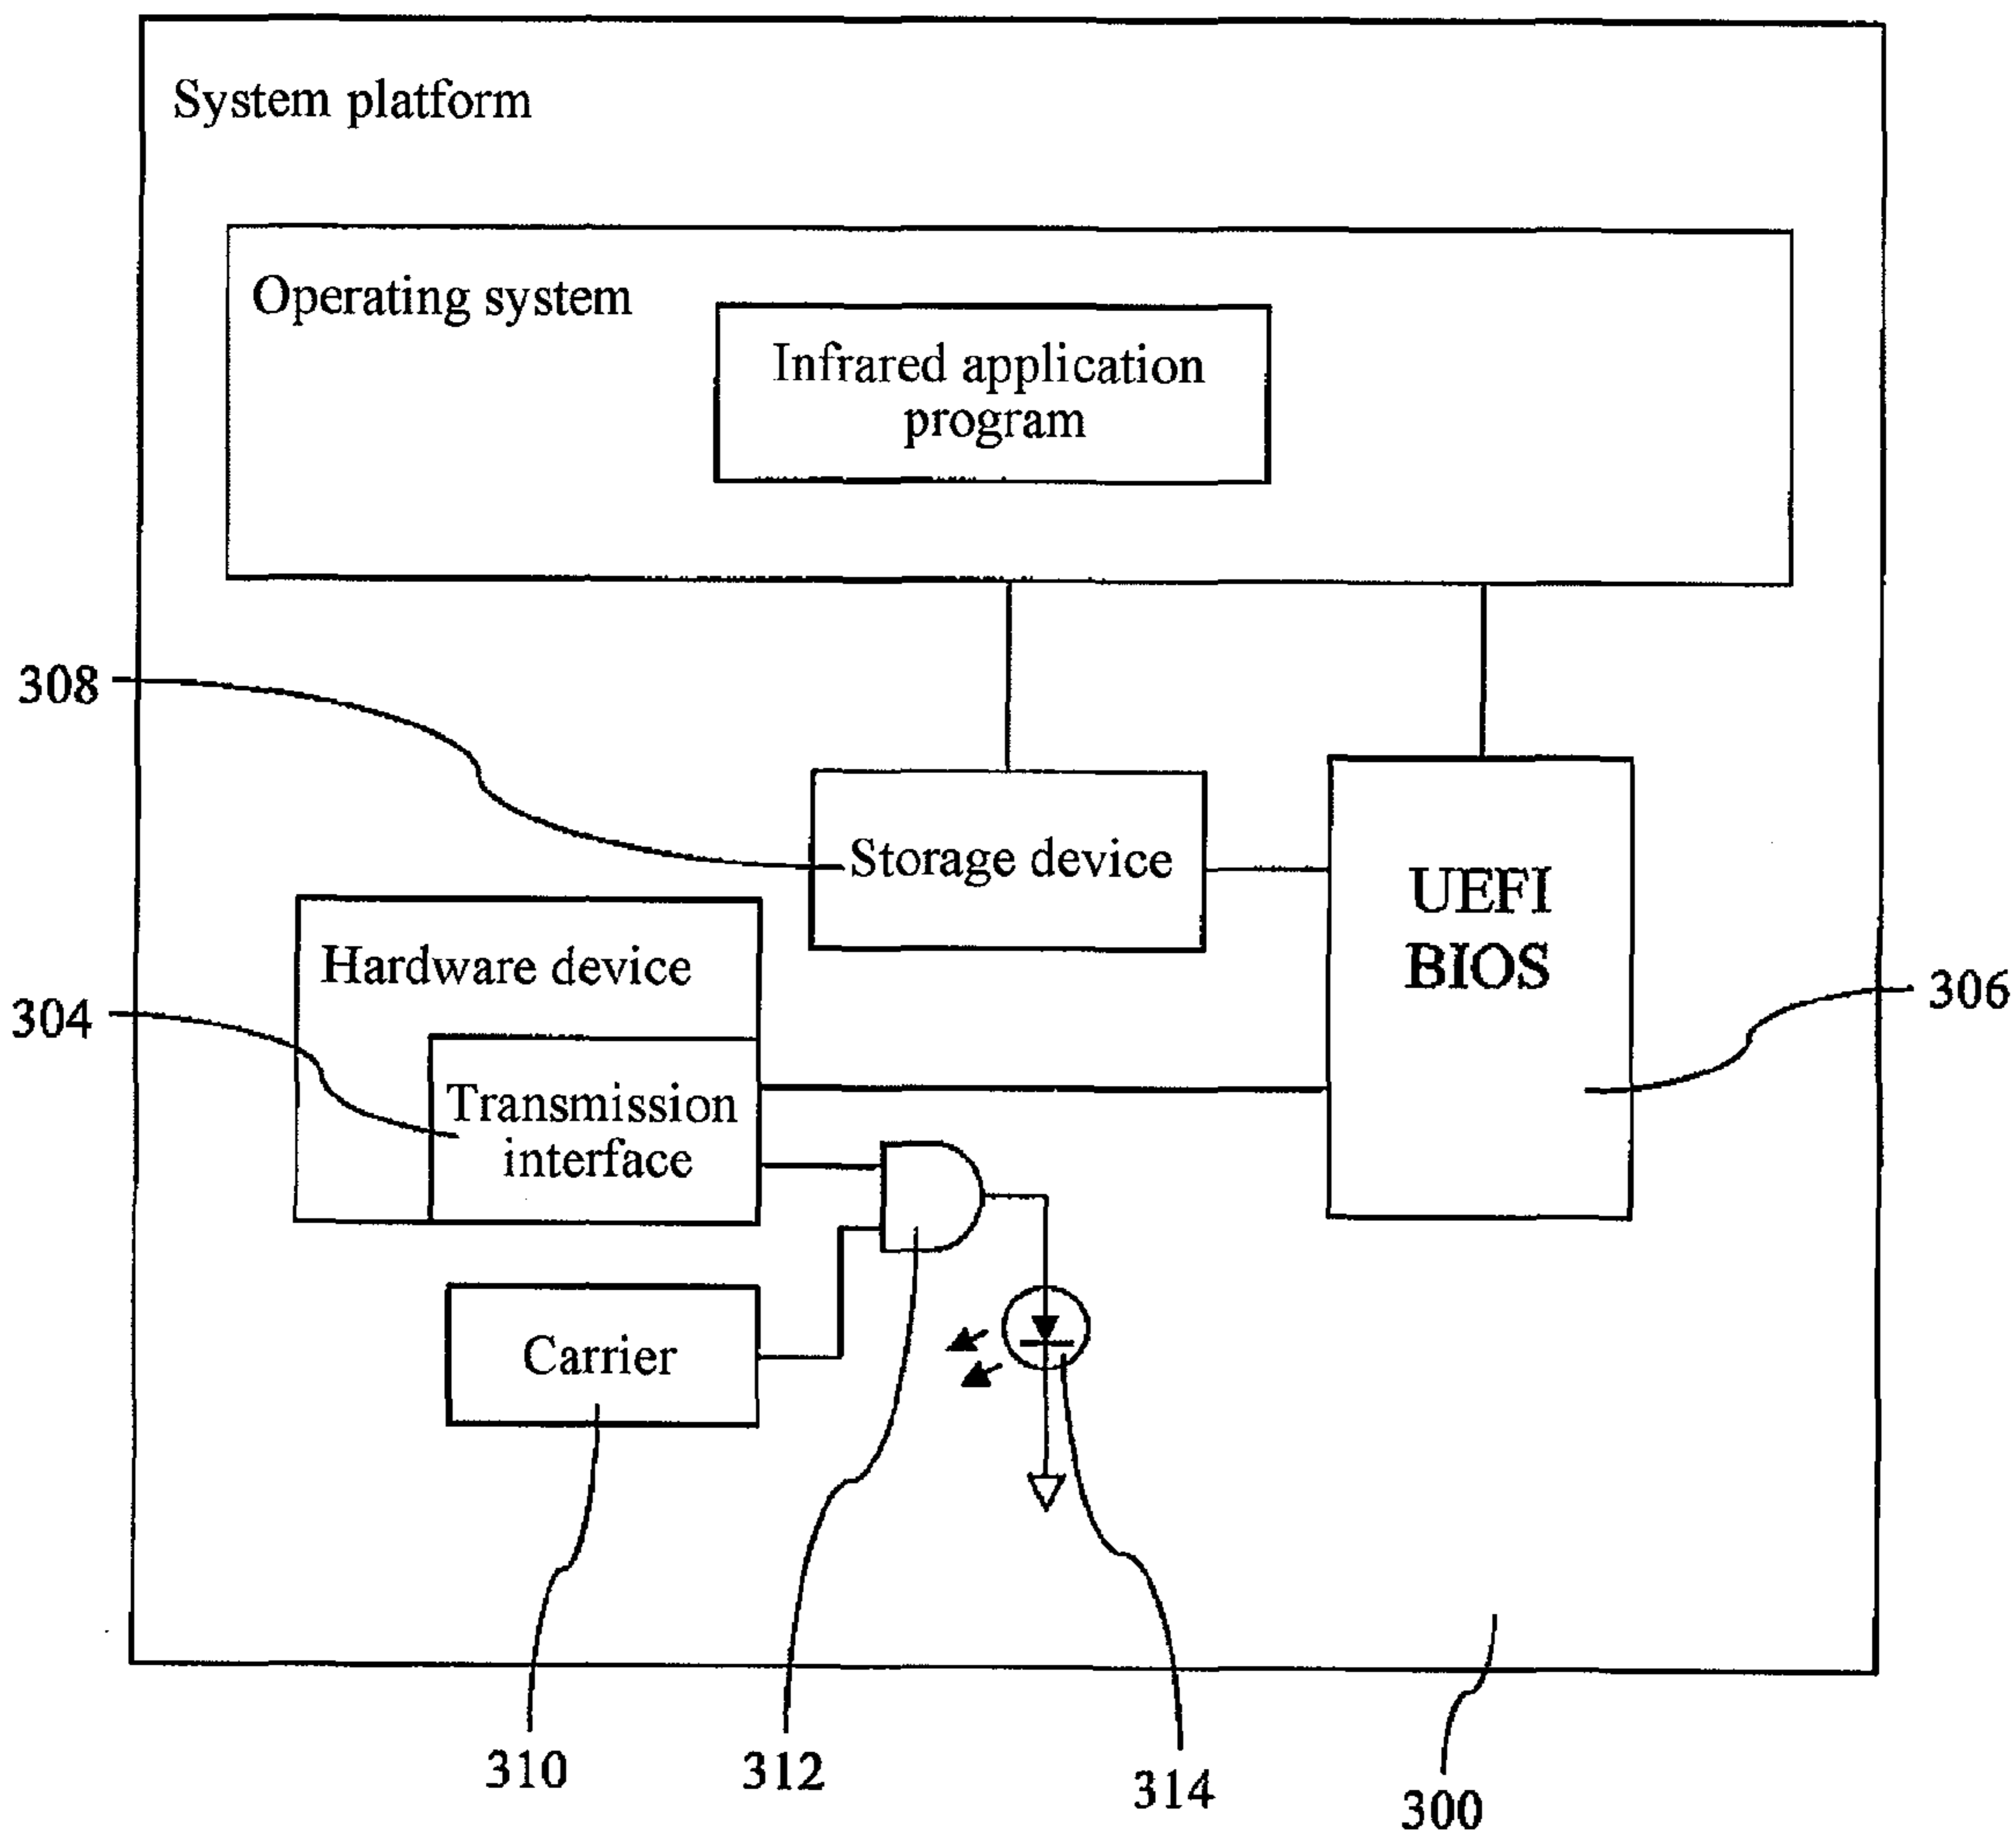 System platform
Operating system
Infrared application
program
308
Storage device
UEFI
BIOS
Hardware device
306
304
Transmission
interface
Carrier
310
312
314
300